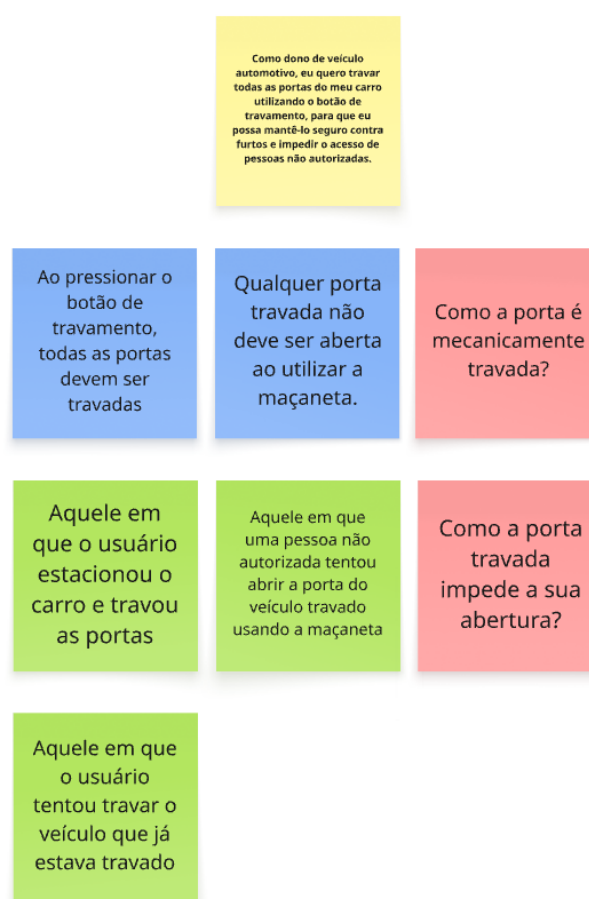 Como dono de veículo
automotivo, eu quero travar
todas as portas do meu carro
utilizando o botão de
travamento, para que eu
possa mantê-lo seguro contra
furtos e impedir o acesso de
pessoas não autorizadas.
Ao pressionar o
botão de
travamento,
todas as portas
devem ser
travadas
Qualquer porta
travada não
deve ser aberta
ao utilizar a
maçaneta.
Como a porta é
mecanicamente
travada?
Aquele em
que o usuário
estacionou o
carro e travou
as portas
Aquele em que
uma pessoa não
autorizada tentou
abrir a porta do
veículo travado
usando a maçaneta
Como a porta
travada
impede a sua
abertura?
Aquele em que
o usuário
tentou travar o
veículo que já
estava travado